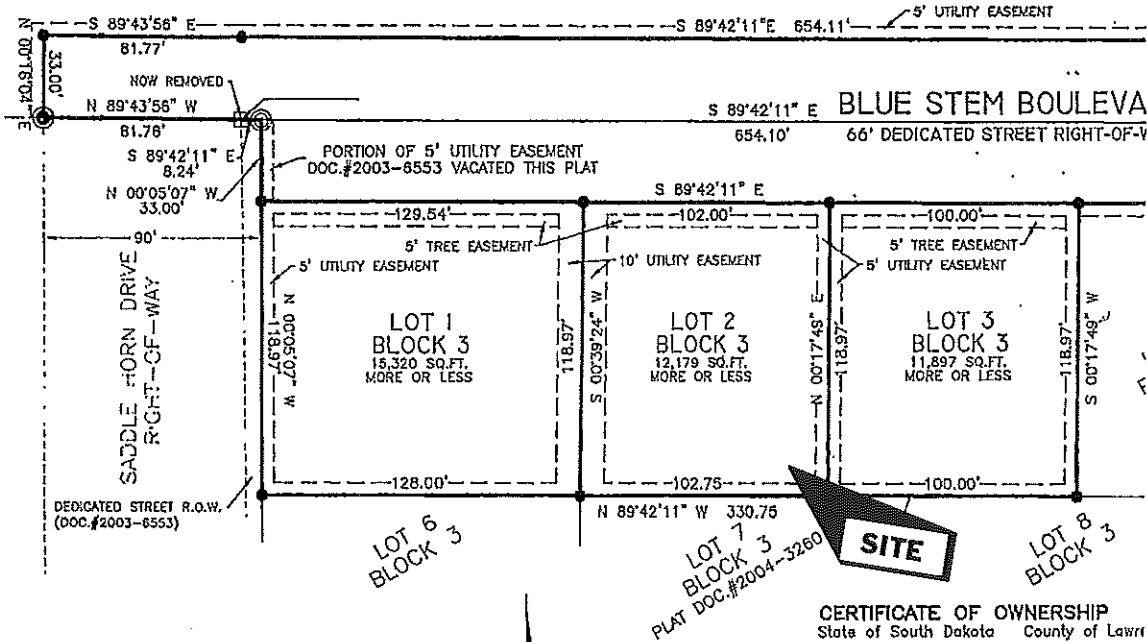 5' UTILITY EASEMENT
S 89°43'56" E
81.77'
S 89°42'11"E 654.11'
N 00°16'04" E
33.00'
NOW REMOVED
N 89°43'56" W
81.76'
S 89°42'11" E
654.10'
BLUE STEM BOULEVA
66' DEDICATED STREET RIGHT-OF-W
S 89°42'11" E
8.24'
N 00°05'07" W
33.00'
PORTION OF 5' UTILITY EASEMENT
DOC.#2003-6553 VACATED THIS PLAT
S 89°42'11" E
129.54'
102.00'
100.00'
90'
5' TREE EASEMENT
5' TREE EASEMENT
5' UTILITY EASEMENT
10' UTILITY EASEMENT
5' UTILITY EASEMENT
SADDLE HORN DRIVE
RIGHT-OF-WAY
N 00°05'07" W
118.97'
LOT 1
BLOCK 3
15,320 SQ.FT.
MORE OR LESS
118.97'
S 00°39'24" W
LOT 2
BLOCK 3
12,179 SQ.FT.
MORE OR LESS
N 00°17'49" E
118.97'
LOT 3
BLOCK 3
11,897 SQ.FT.
MORE OR LESS
118.97'
S 00°17'49" W
128.00'
102.75
100.00'
DEDICATED STREET R.O.W.
(DOC.#2003-6553)
N 89°42'11" W 330.75
LOT 6
BLOCK 3
LOT 7
BLOCK 3
PLAT DOC.#2004-3260
SITE
LOT 8
BLOCK 3
CERTIFICATE OF OWNERSHIP
State of South Dakota County of Lawr